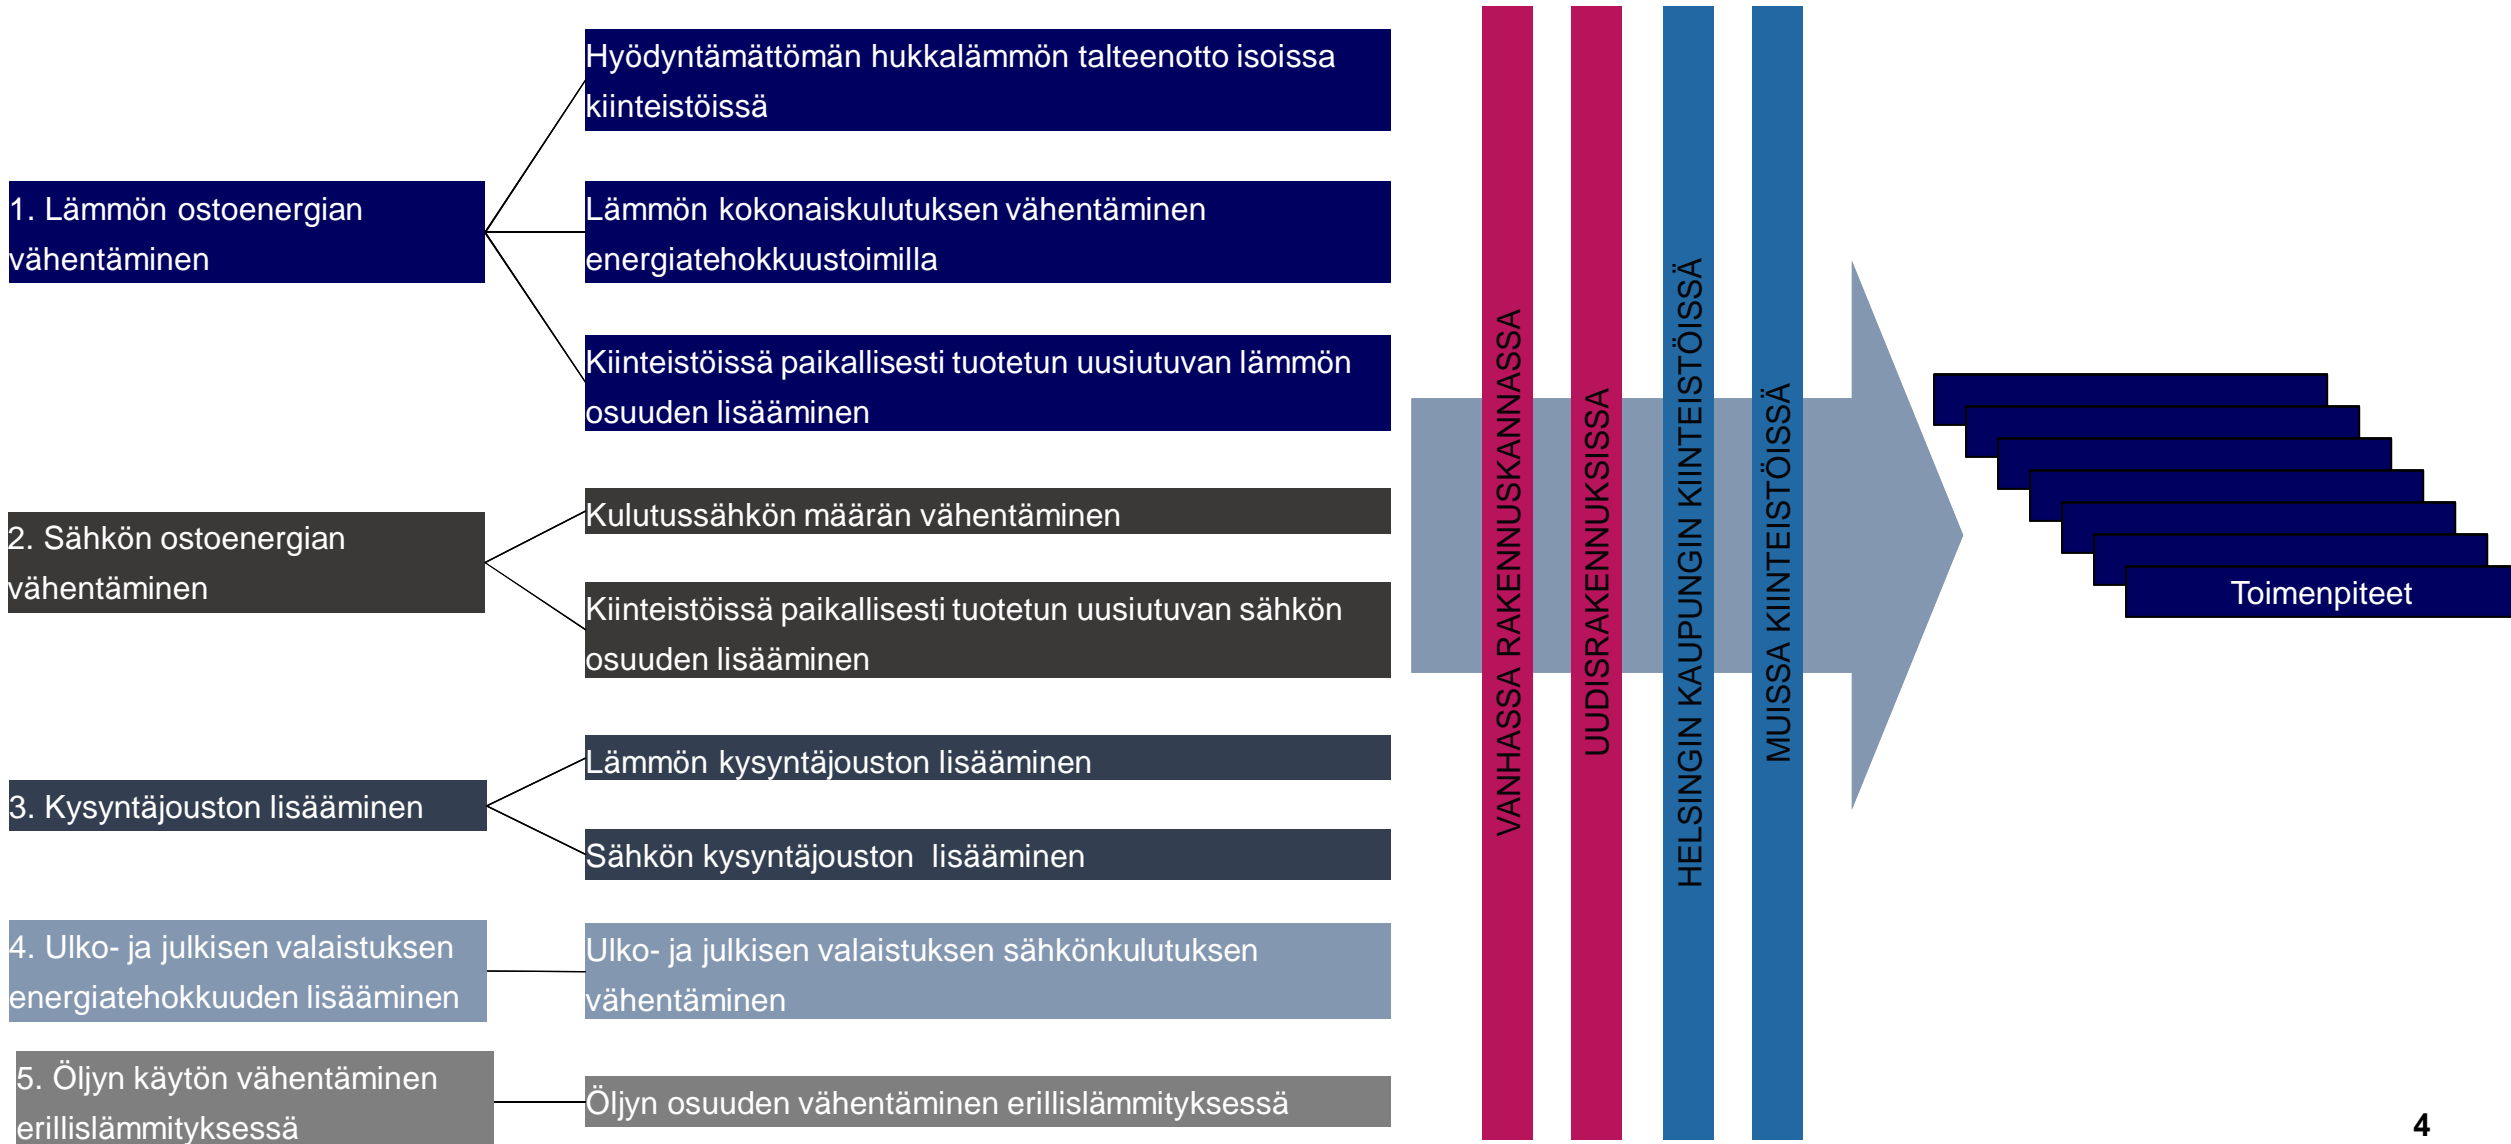 1. Lämmön ostoenergian
vähentäminen
Hyödyntämättömän hukkalämmön talteenotto isoissa
kiinteistöissä
Lämmön kokonaiskulutuksen vähentäminen
energiatehokkuustoimilla
Kiinteistöissä paikallisesti tuotetun uusiutuvan lämmön
osuuden lisääminen
2. Sähkön ostoenergian
vähentäminen
Kulutussähkön määrän vähentäminen
Kiinteistöissä paikallisesti tuotetun uusiutuvan sähkön
osuuden lisääminen
3. Kysyntäjouston lisääminen
Lämmön kysyntäjouston lisääminen
Sähkön kysyntäjouston  lisääminen
4. Ulko- ja julkisen valaistuksen
energiatehokkuuden lisääminen
Ulko- ja julkisen valaistuksen sähkönkulutuksen
vähentäminen
5. Öljyn käytön vähentäminen
erillislämmityksessä
Öljyn osuuden vähentäminen erillislämmityksessä
VANHASSA RAKENNUSKANNASSA
UUDISRAKENNUKSISSA
HELSINGIN KAUPUNGIN KIINTEISTÖISSÄ
MUISSA KIINTEISTÖISSÄ
Toimenpiteet
4